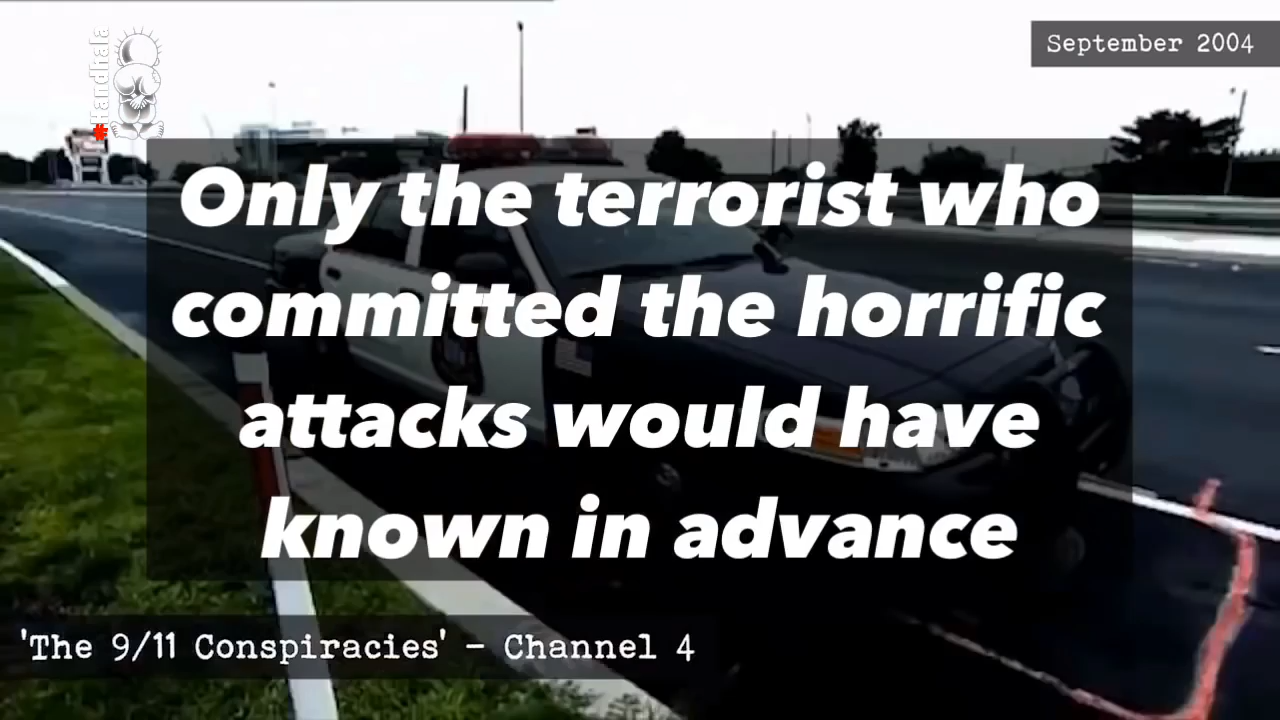 #Handhala
September 2004
Only the terrorist who
committed the horrific
attacks would have
known in advance
'The 9/11 Conspiracies' - Channel 4